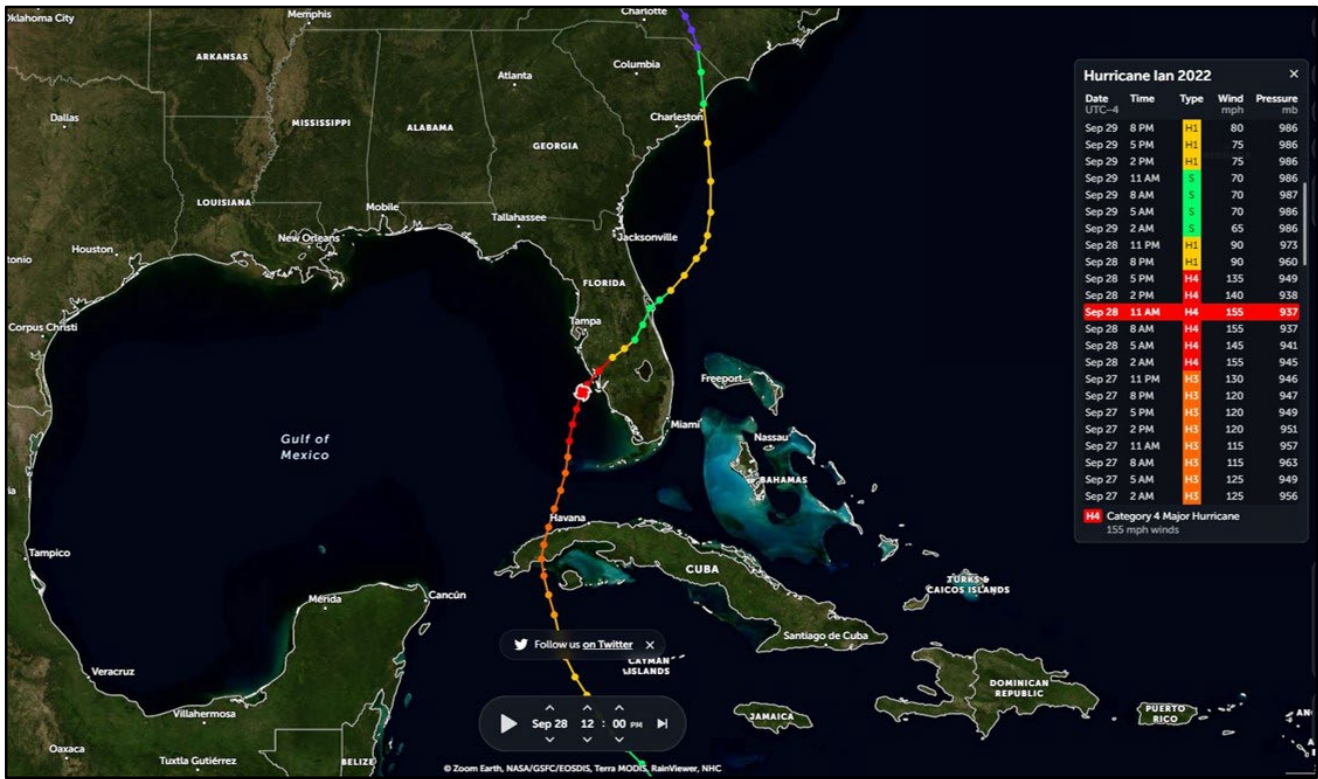 Oklahoma City
Memphis
Charlotte
ARKANSAS
Columbia
Atlanta
Dallas
Charleston
MISSISSIPPI
ALABAMA
GEORGIA
LOUISIANA
Mobile
Tallahassee
Jacksonville
New Orleans
Houston
tonio
FLORIDA
Corpus Christi
Tampa
Freeport
Miami
Nassau
Gulf of
Mexico
BAHAMAS
Havana
Tampico
CUBA
TURKS &
CAICOS ISLANDS
Mérida
Cancún
Santiago de Cuba
Follow us on Twitter ×
CAYMAN
ISLANDS
Veracruz
DOMINICAN
REPUBLIC
Villahermosa
Sep 28 12 : 00 PM
JAMAICA
PUERTO
RICO
AN
Oaxaca
Tuxtla Gutiérrez
BELIZE
© Zoom Earth, NASA/GSFC/EOSDIS, Terra MODIS, RainViewer, NHC
Hurricane Ian 2022 ×
Date Time Type Wind Pressure
UTC−4 mph mb
Sep 29 8 PM H1 80 986
Sep 29 5 PM H1 75 986
Sep 29 2 PM H1 75 986
Sep 29 11 AM S 70 986
Sep 29 8 AM S 70 987
Sep 29 5 AM S 70 986
Sep 29 2 AM S 65 986
Sep 28 11 PM H1 90 973
Sep 28 8 PM H1 90 960
Sep 28 5 PM H4 135 949
Sep 28 2 PM H4 140 938
Sep 28 11 AM H4 155 937
Sep 28 8 AM H4 155 937
Sep 28 5 AM H4 145 941
Sep 28 2 AM H4 155 945
Sep 27 11 PM H3 130 946
Sep 27 8 PM H3 120 947
Sep 27 5 PM H3 120 949
Sep 27 2 PM H3 120 951
Sep 27 11 AM H3 115 957
Sep 27 8 AM H3 115 963
Sep 27 5 AM H3 125 949
Sep 27 2 AM H3 125 956
H4 Category 4 Major Hurricane
155 mph winds